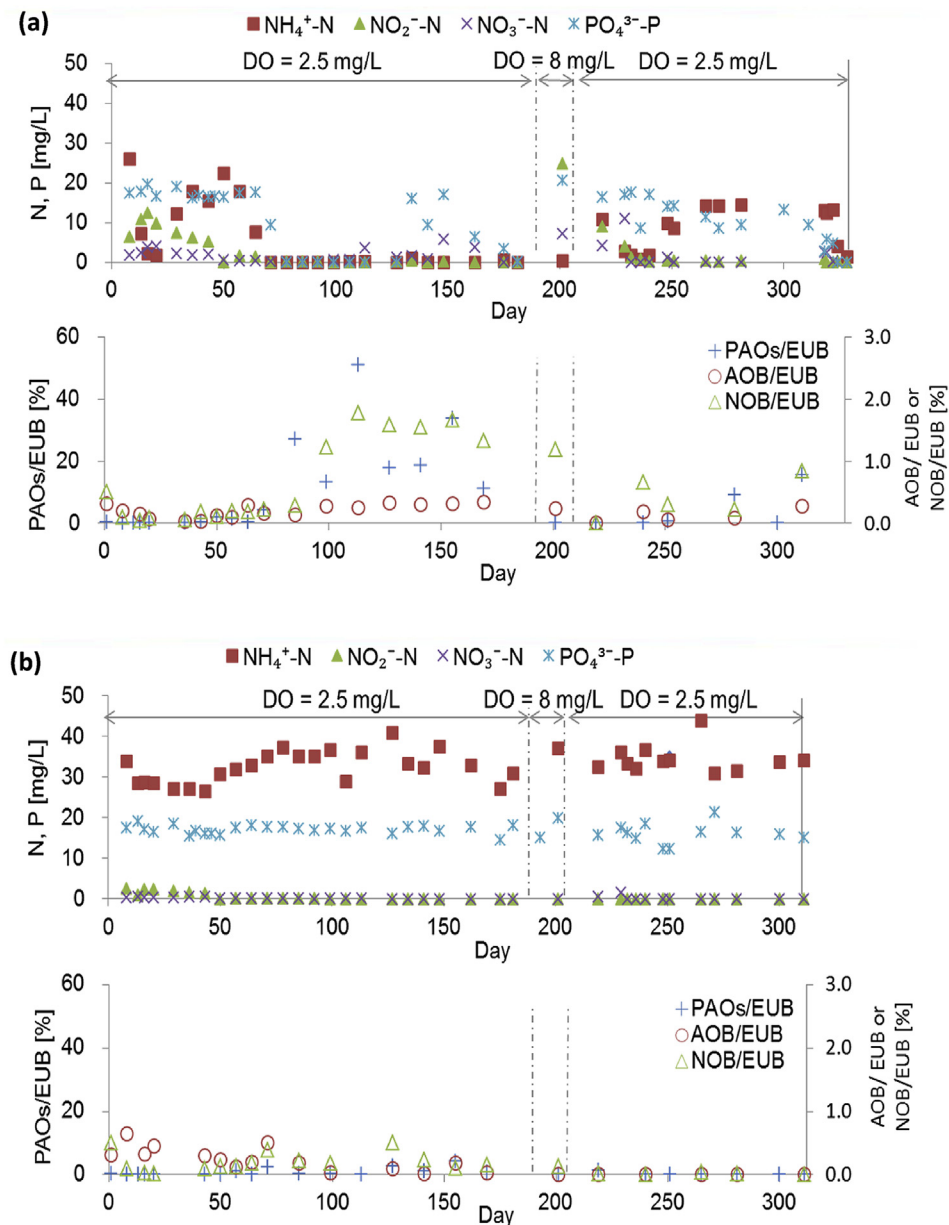 (a)
NH₄⁺-N NO₂⁻-N NO₃⁻-N PO₄³⁻-P
DO = 2.5 mg/L DO = 8 mg/L DO = 2.5 mg/L
N, P [mg/L]
50
40
30
20
10
0
0 50 100 150 200 250 300
Day
PAOs/EUB [%]
60
40
20
0
PAOs/EUB
AOB/EUB
NOB/EUB
3.0
2.0
1.0
0.0
AOB/ EUB or
NOB/EUB [%]
0 50 100 150 200 250 300
Day
(b)
NH₄⁺-N NO₂⁻-N NO₃⁻-N PO₄³⁻-P
DO = 2.5 mg/L DO = 8 mg/L DO = 2.5 mg/L
N, P [mg/L]
50
40
30
20
10
0
0 50 100 150 200 250 300
Day
PAOs/EUB [%]
60
40
20
0
PAOs/EUB
AOB/EUB
NOB/EUB
3.0
2.0
1.0
0.0
AOB/ EUB or
NOB/EUB [%]
0 50 100 150 200 250 300
Day